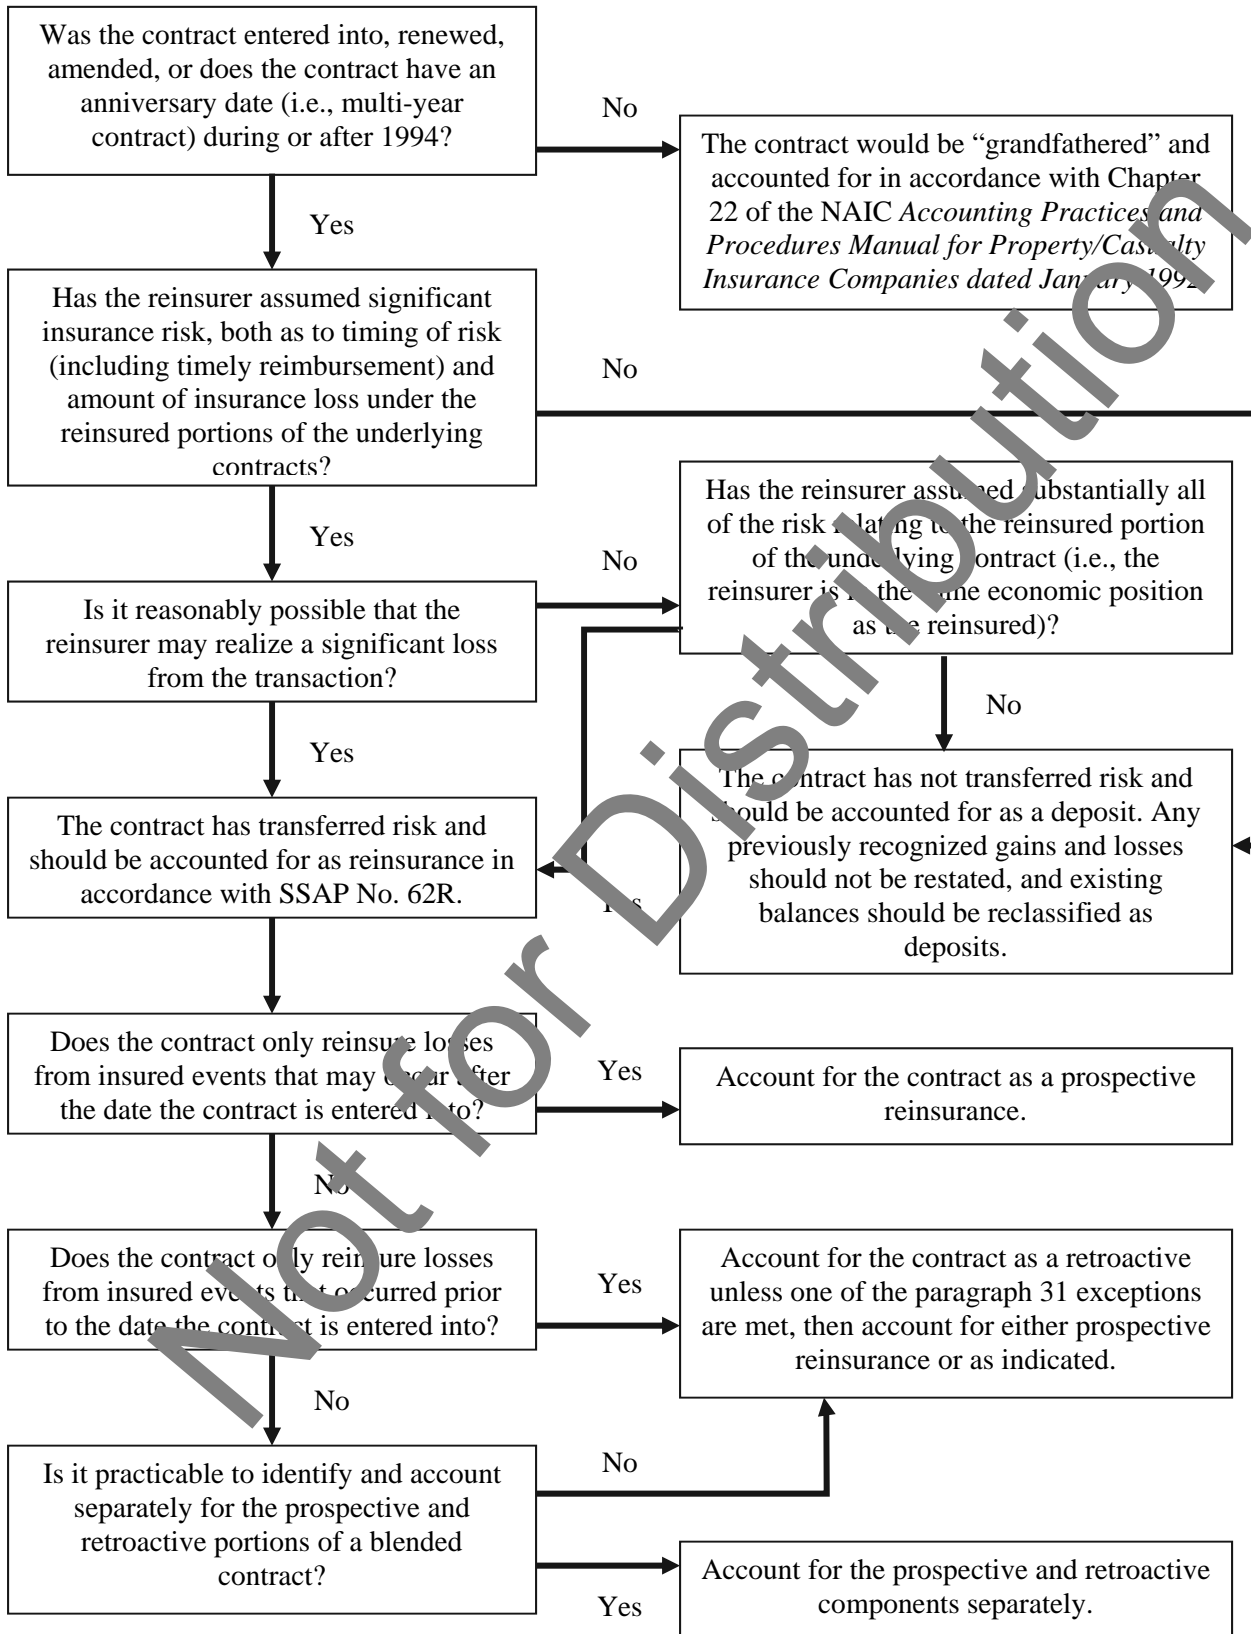 Was the contract entered into, renewed,
amended, or does the contract have an
anniversary date (i.e., multi-year
contract) during or after 1994?
No
The contract would be “grandfathered” and
accounted for in accordance with Chapter
22 of the NAIC Accounting Practices and
Procedures Manual for Property/Casualty
Insurance Companies dated January 1992
Yes
Has the reinsurer assumed significant
insurance risk, both as to timing of risk
(including timely reimbursement) and
amount of insurance loss under the
reinsured portions of the underlying
contracts?
No
Has the reinsurer assumed substantially all
of the risk relating to the reinsured portion
of the underlying contract (i.e., the
reinsurer is in the same economic position
as the reinsured)?
Yes
No
Is it reasonably possible that the
reinsurer may realize a significant loss
from the transaction?
No
Yes
The contract has not transferred risk and
should be accounted for as a deposit. Any
previously recognized gains and losses
should not be restated, and existing
balances should be reclassified as
deposits.
The contract has transferred risk and
should be accounted for as reinsurance in
accordance with SSAP No. 62R.
Yes
Does the contract only reinsure losses
from insured events that may occur after
the date the contract is entered into?
Yes
Account for the contract as a prospective
reinsurance.
No
Does the contract only reinsure losses
from insured events that occurred prior
to the date the contract is entered into?
Yes
Account for the contract as a retroactive
unless one of the paragraph 31 exceptions
are met, then account for either prospective
reinsurance or as indicated.
No
Is it practicable to identify and account
separately for the prospective and
retroactive portions of a blended
contract?
No
Yes
Account for the prospective and retroactive
components separately.
Not for Distribution